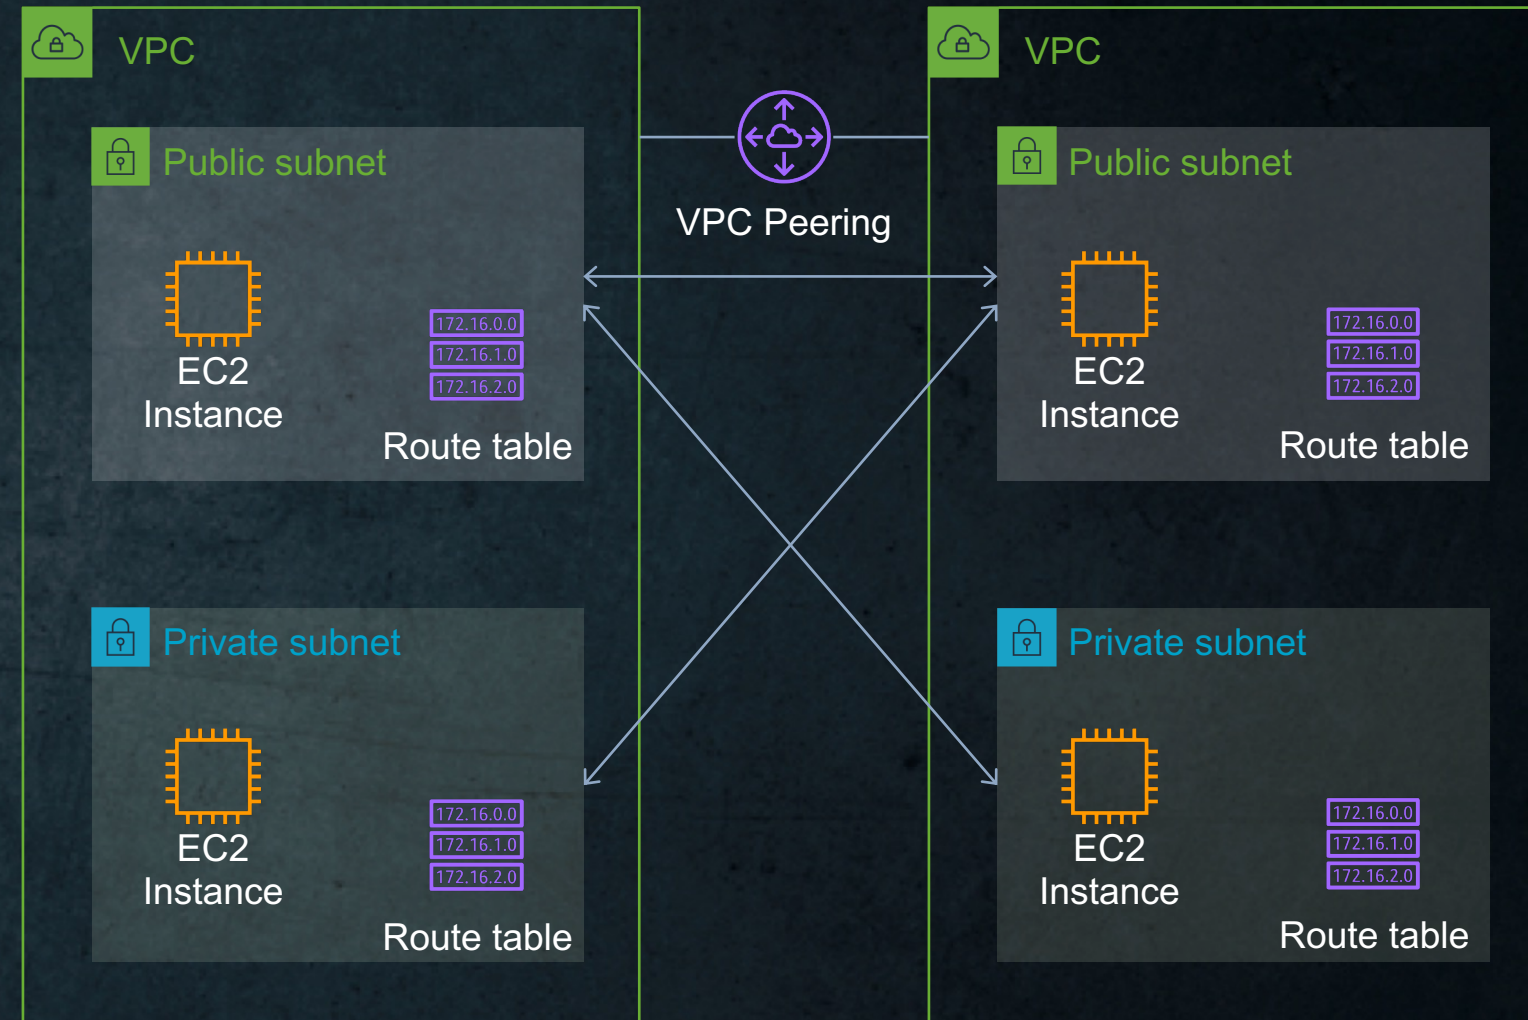 VPC
Public subnet
EC2
Instance
172.16.0.0
172.16.1.0
172.16.2.0
Route table
Private subnet
EC2
Instance
172.16.0.0
172.16.1.0
172.16.2.0
Route table
VPC Peering
VPC
Public subnet
EC2
Instance
172.16.0.0
172.16.1.0
172.16.2.0
Route table
Private subnet
EC2
Instance
172.16.0.0
172.16.1.0
172.16.2.0
Route table